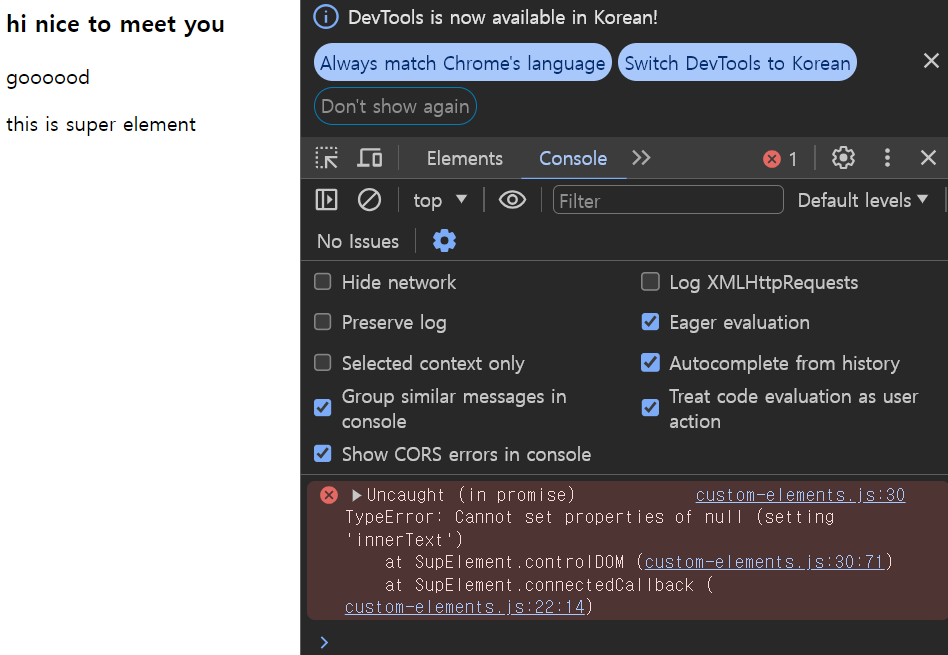 hi nice to meet you
goooood
this is super element
DevTools is now available in Korean!
Always match Chrome's language
Switch DevTools to Korean
Don't show again
Elements
Console
1
top
Filter
Default levels
No Issues
Hide network
Log XMLHttpRequests
Preserve log
Eager evaluation
Selected context only
Autocomplete from history
Group similar messages in
console
Treat code evaluation as user
action
Show CORS errors in console
Uncaught (in promise) custom-elements.js:30
TypeError: Cannot set properties of null (setting
'innerText')
at SupElement.controlDOM (custom-elements.js:30:71)
at SupElement.connectedCallback (
custom-elements.js:22:14)